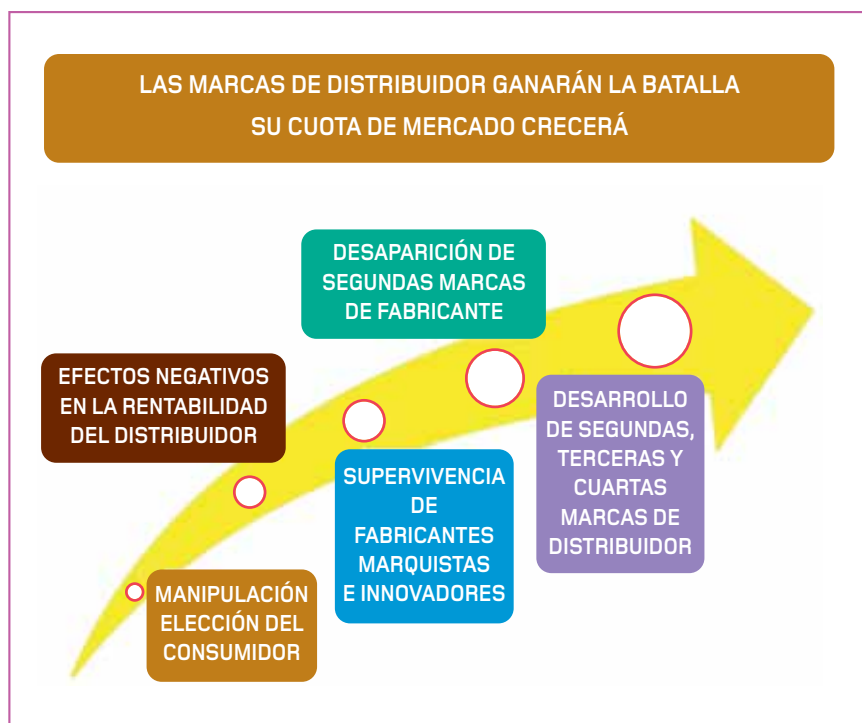 LAS MARCAS DE DISTRIBUIDOR GANARÁN LA BATALLA
SU CUOTA DE MERCADO CRECERÁ
DESAPARICIÓN DE
SEGUNDAS MARCAS
DE FABRICANTE
EFECTOS NEGATIVOS
EN LA RENTABILIDAD
DEL DISTRIBUIDOR
DESARROLLO
DE SEGUNDAS,
TERCERAS Y
CUARTAS
MARCAS DE
DISTRIBUIDOR
SUPERVIVENCIA
DE
FABRICANTES
MARQUISTAS
E INNOVADORES
MANIPULACIÓN
ELECCIÓN DEL
CONSUMIDOR